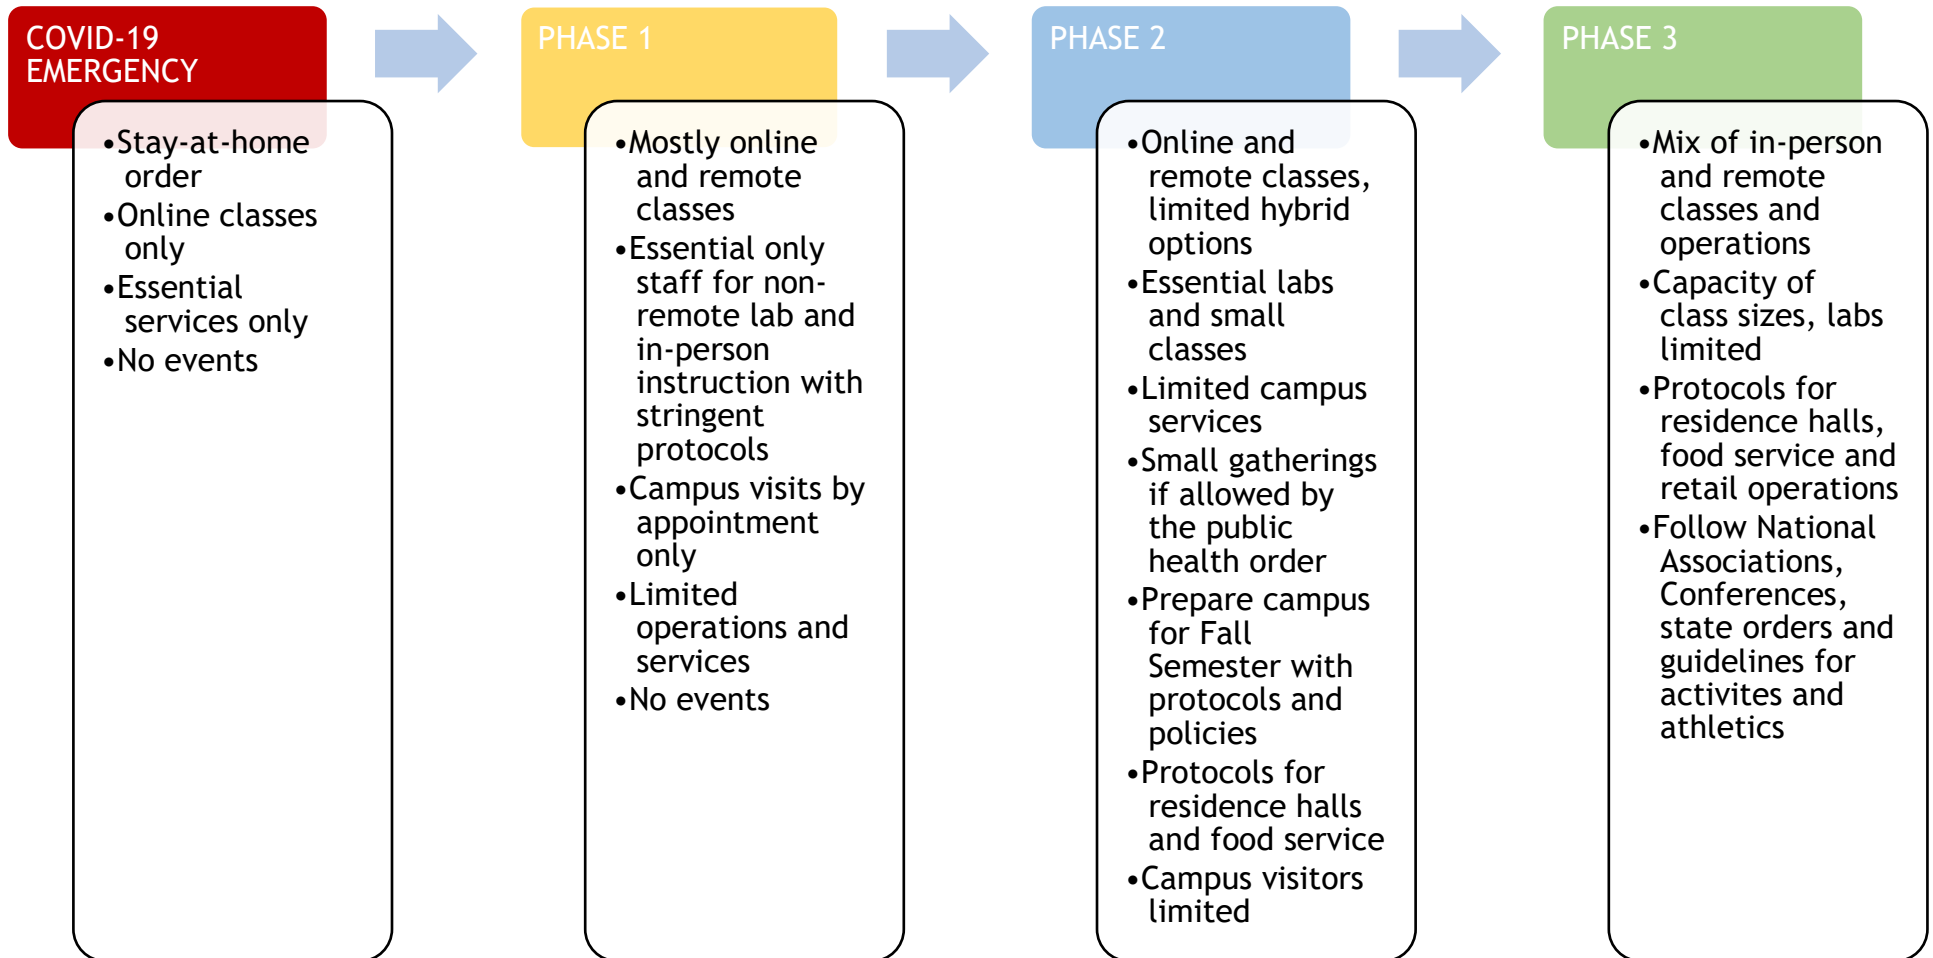 COVID-19
EMERGENCY
•Stay-at-home
order
•Online classes
only
•Essential
services only
•No events
PHASE 1
•Mostly online
and remote
classes
•Essential only
staff for non-
remote lab and
in-person
instruction with
stringent
protocols
•Campus visits by
appointment
only
•Limited
operations and
services
•No events
PHASE 2
•Online and
remote classes,
limited hybrid
options
•Essential labs
and small
classes
•Limited campus
services
•Small gatherings
if allowed by
the public
health order
•Prepare campus
for Fall
Semester with
protocols and
policies
•Protocols for
residence halls
and food service
•Campus visitors
limited
PHASE 3
•Mix of in-person
and remote
classes and
operations
•Capacity of
class sizes, labs
limited
•Protocols for
residence halls,
food service and
retail operations
•Follow National
Associations,
Conferences,
state orders and
guidelines for
activites and
athletics